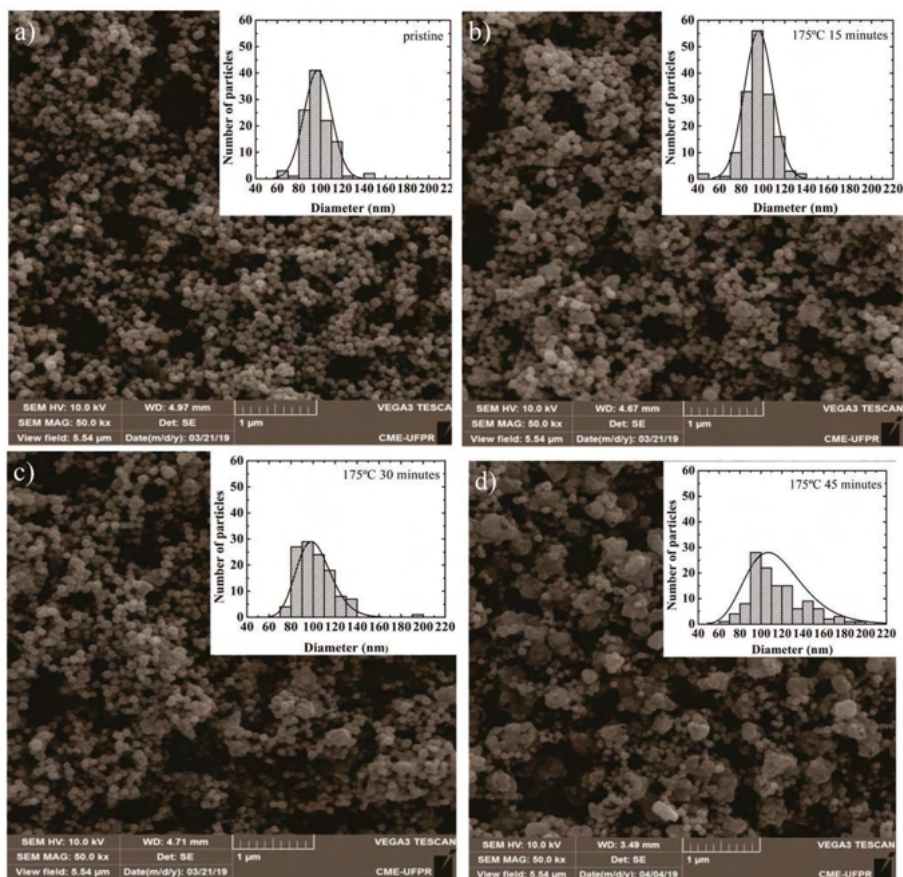 a)
pristine
60
50
40
30
20
10
0
Number of particles
40 60 80 100 120 140 160 180 200 22
Diameter (nm)
SEM HV: 10.0 kV WD: 4.97 mm VEGA3 TESCAN
SEM MAG: 50.0 kx Det: SE 1 µm
View field: 5.54 µm Date(m/d/y): 03/21/19 CME-UFPR
b)
175ºC 15 minutes
60
50
40
30
20
10
0
Number of particles
40 60 80 100 120 140 160 180 200 220
Diameter (nm)
SEM HV: 10.0 kV WD: 4.67 mm VEGA3 TESCAN
SEM MAG: 50.0 kx Det: SE 1 µm
View field: 5.54 µm Date(m/d/y): 03/21/19 CME-UFPR
c)
175ºC 30 minutes
60
50
40
30
20
10
0
Number of particles
40 60 80 100 120 140 160 180 200 220
Diameter (nm)
SEM HV: 10.0 kV WD: 4.71 mm VEGA3 TESCAN
SEM MAG: 50.0 kx Det: SE 1 µm
View field: 5.54 µm Date(m/d/y): 03/21/19 CME-UFPR
d)
175ºC 45 minutes
60
50
40
30
20
10
0
Number of particles
40 60 80 100 120 140 160 180 200 220
Diameter (nm)
SEM HV: 10.0 kV WD: 3.49 mm VEGA3 TESCAN
SEM MAG: 50.0 kx Det: SE 1 µm
View field: 5.54 µm Date(m/d/y): 04/04/19 CME-UFPR